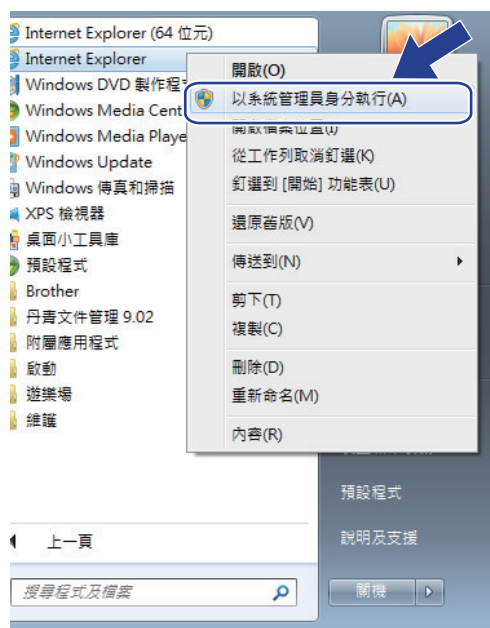 Internet Explorer (64 位元)
Internet Explorer
Windows DVD 製作程
Windows Media Cent
Windows Media Playe
Windows Update
Windows 傳真和掃描
XPS 檢視器
桌面小工具庫
預設程式
Brother
丹青文件管理 9.02
附屬應用程式
啟動
遊樂場
維護
上一頁
搜尋程式及檔案
開啟(O)
以系統管理員身分執行(A)
開啟檔案位置(I)
從工作列取消釘選(K)
釘選到 [開始] 功能表(U)
還原舊版(V)
傳送到(N)
剪下(T)
複製(C)
刪除(D)
重新命名(M)
內容(R)
預設程式
說明及支援
關機